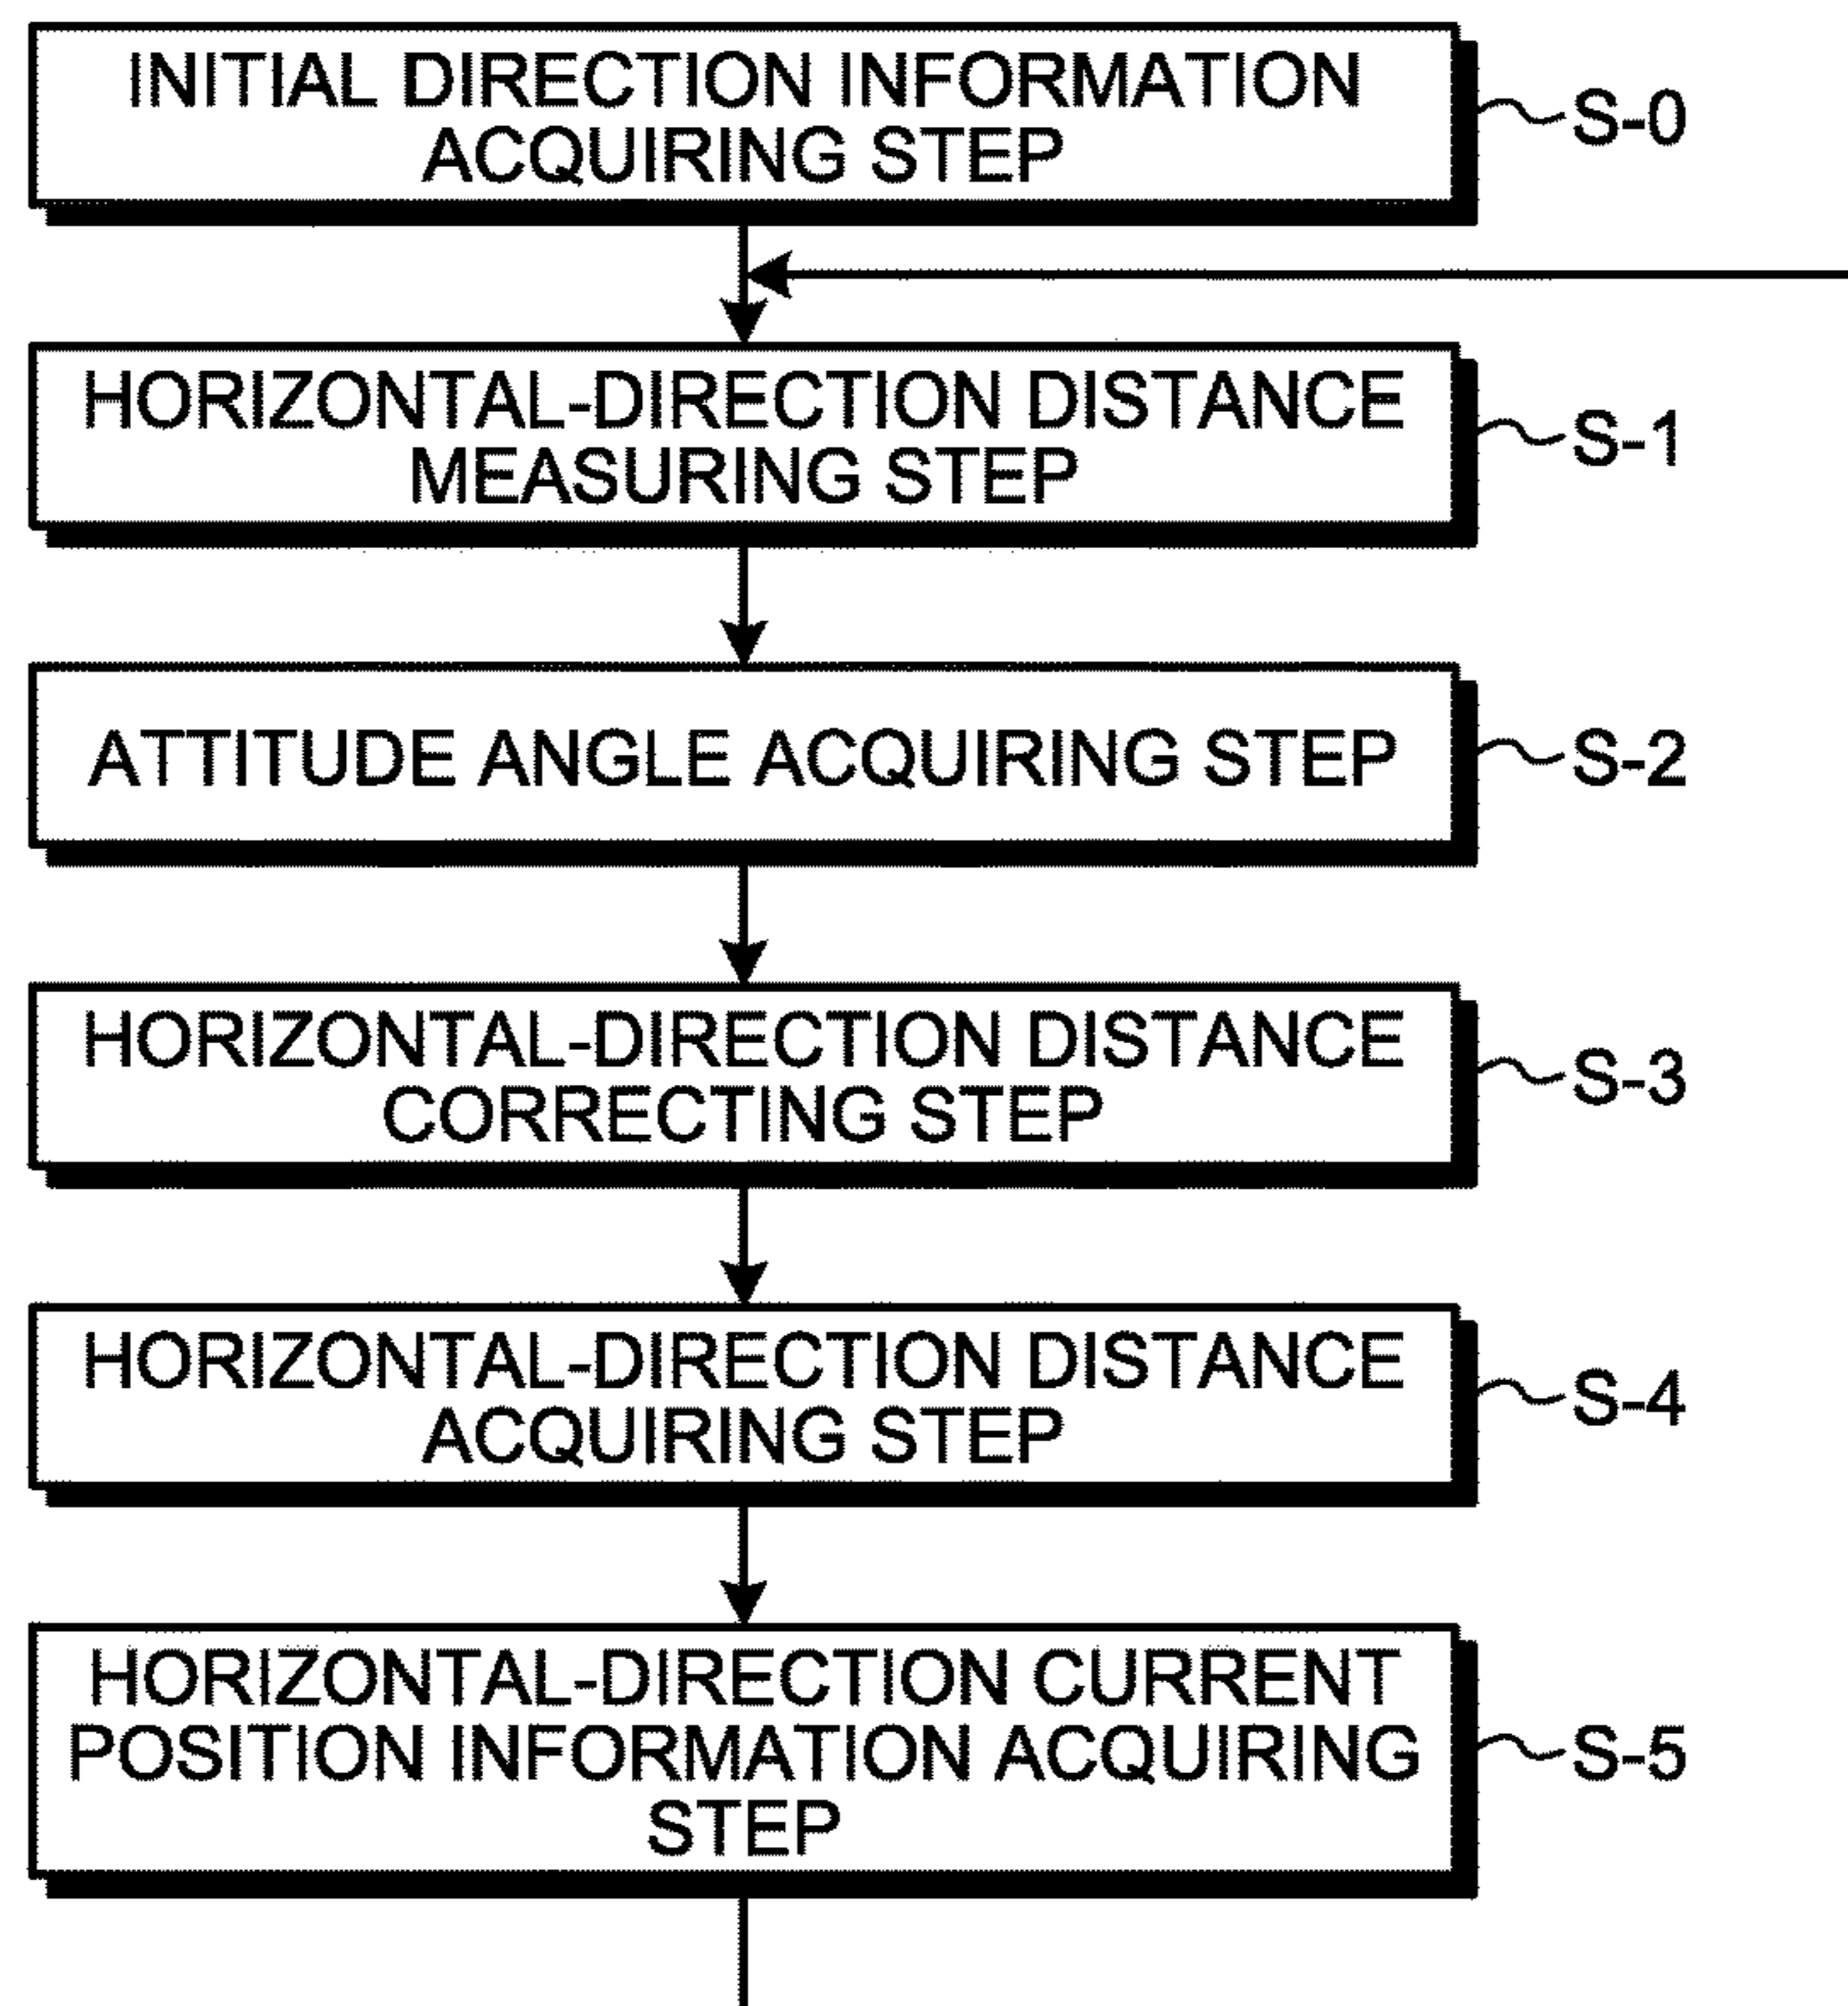 INITIAL DIRECTION INFORMATION
ACQUIRING STEP
S-0
HORIZONTAL-DIRECTION DISTANCE
MEASURING STEP
S-1
ATTITUDE ANGLE ACQUIRING STEP
S-2
HORIZONTAL-DIRECTION DISTANCE
CORRECTING STEP
S-3
HORIZONTAL-DIRECTION DISTANCE
ACQUIRING STEP
S-4
HORIZONTAL-DIRECTION CURRENT
POSITION INFORMATION ACQUIRING
STEP
S-5